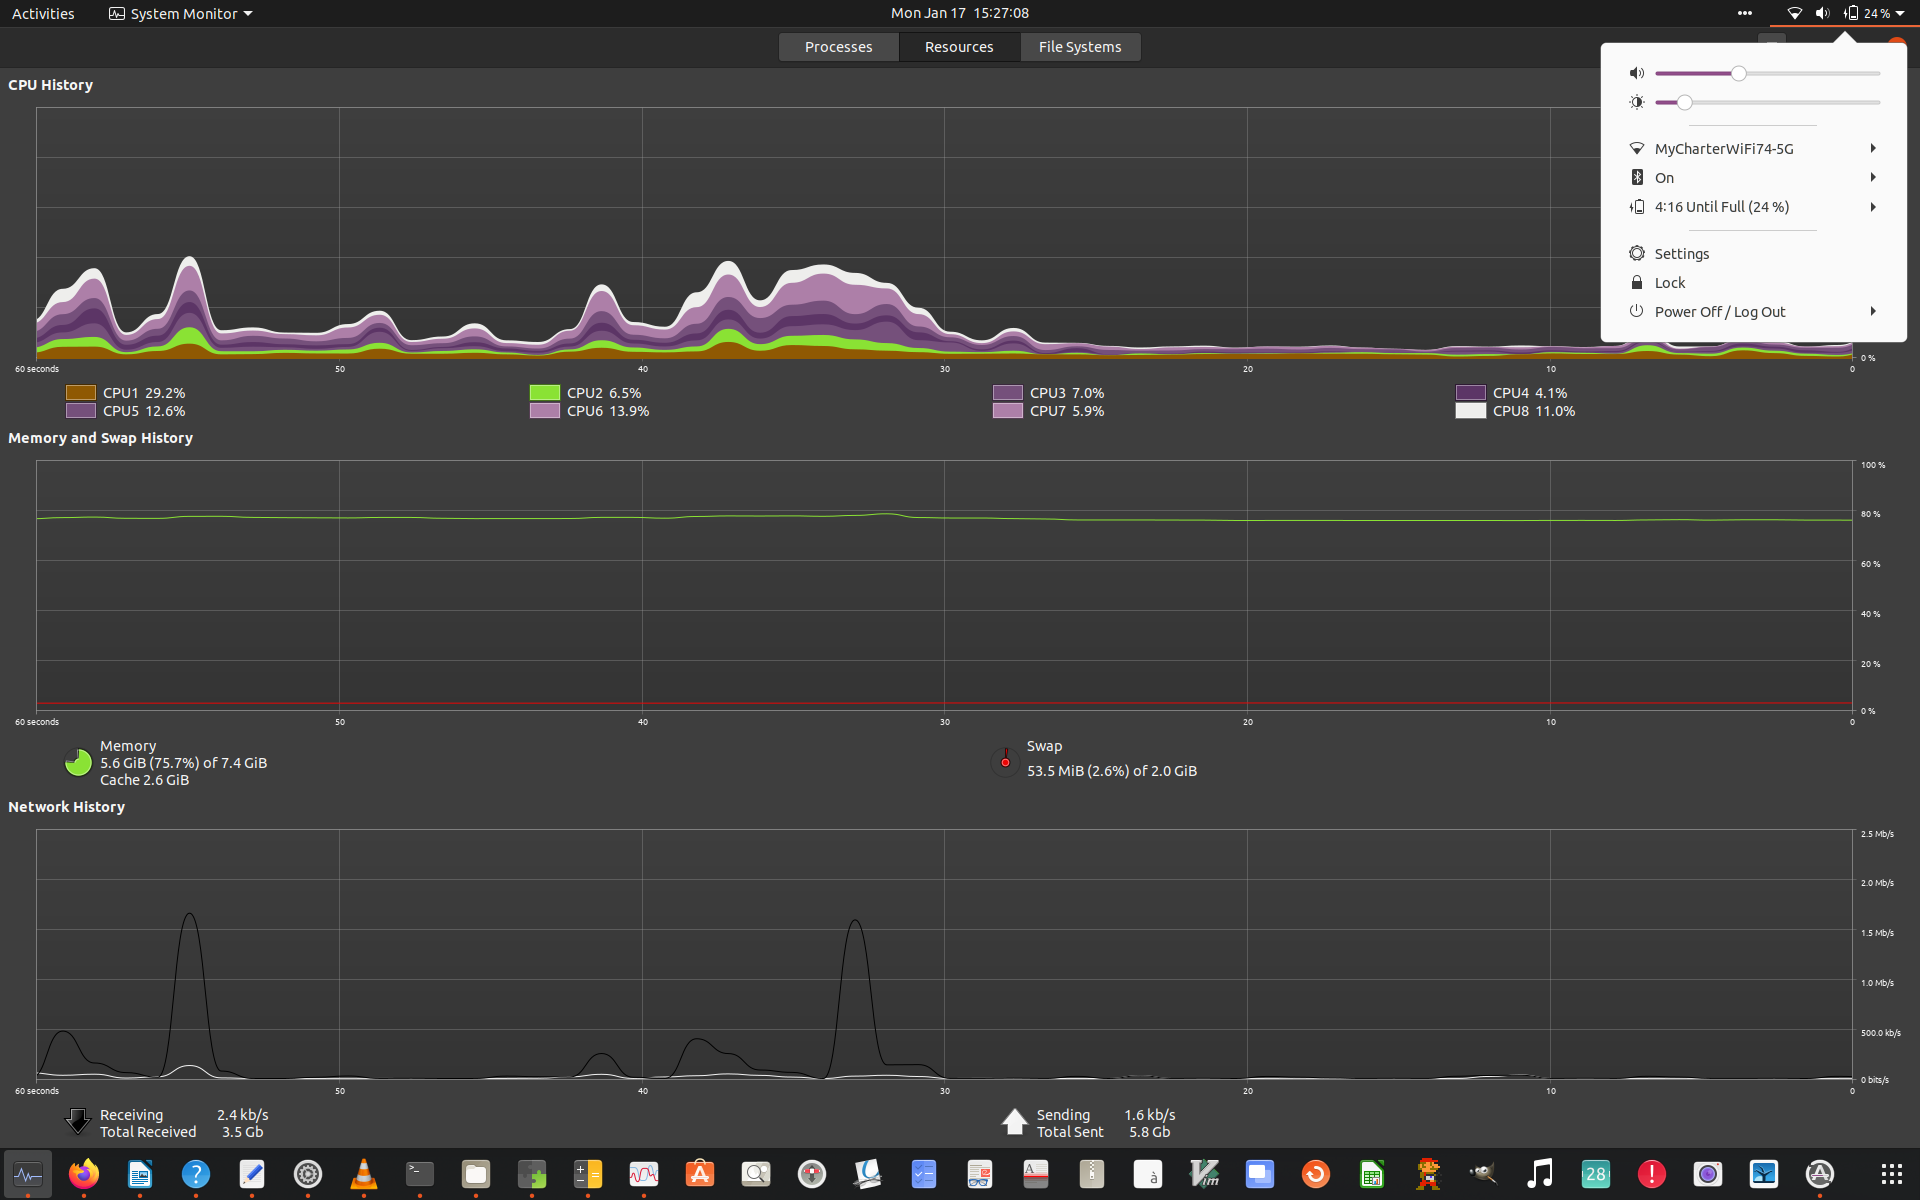 Activities System Monitor Mon Jan 17 15:27:08 24 %
Processes Resources File Systems
CPU History
MyCharterWiFi74-5G
On
4:16 Until Full (24 %)
Settings
Lock
Power Off / Log Out
0 %
60 seconds 50 40 30 20 10 0
CPU1 29.2% CPU2 6.5% CPU3 7.0% CPU4 4.1%
CPU5 12.6% CPU6 13.9% CPU7 5.9% CPU8 11.0%
Memory and Swap History
100 %
80 %
60 %
40 %
20 %
0 %
60 seconds 50 40 30 20 10 0
Memory
5.6 GiB (75.7%) of 7.4 GiB
Cache 2.6 GiB
Swap
53.5 MiB (2.6%) of 2.0 GiB
Network History
2.5 Mb/s
2.0 Mb/s
1.5 Mb/s
1.0 Mb/s
500.0 kb/s
0 bits/s
60 seconds 50 40 30 20 10 0
Receiving 2.4 kb/s
Total Received 3.5 Gb
Sending 1.6 kb/s
Total Sent 5.8 Gb
? >_ A à Vim 28 !